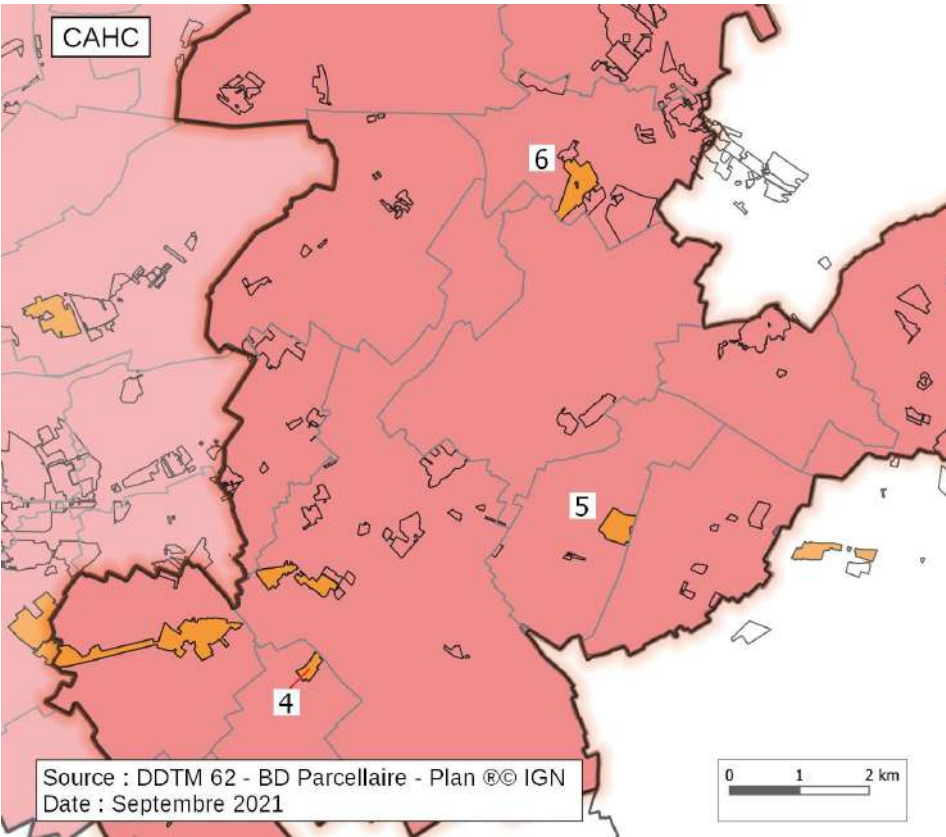 CAHC
6
5
4
Source : DDTM 62 - BD Parcellaire - Plan ®© IGN
Date : Septembre 2021
0 1 2 km